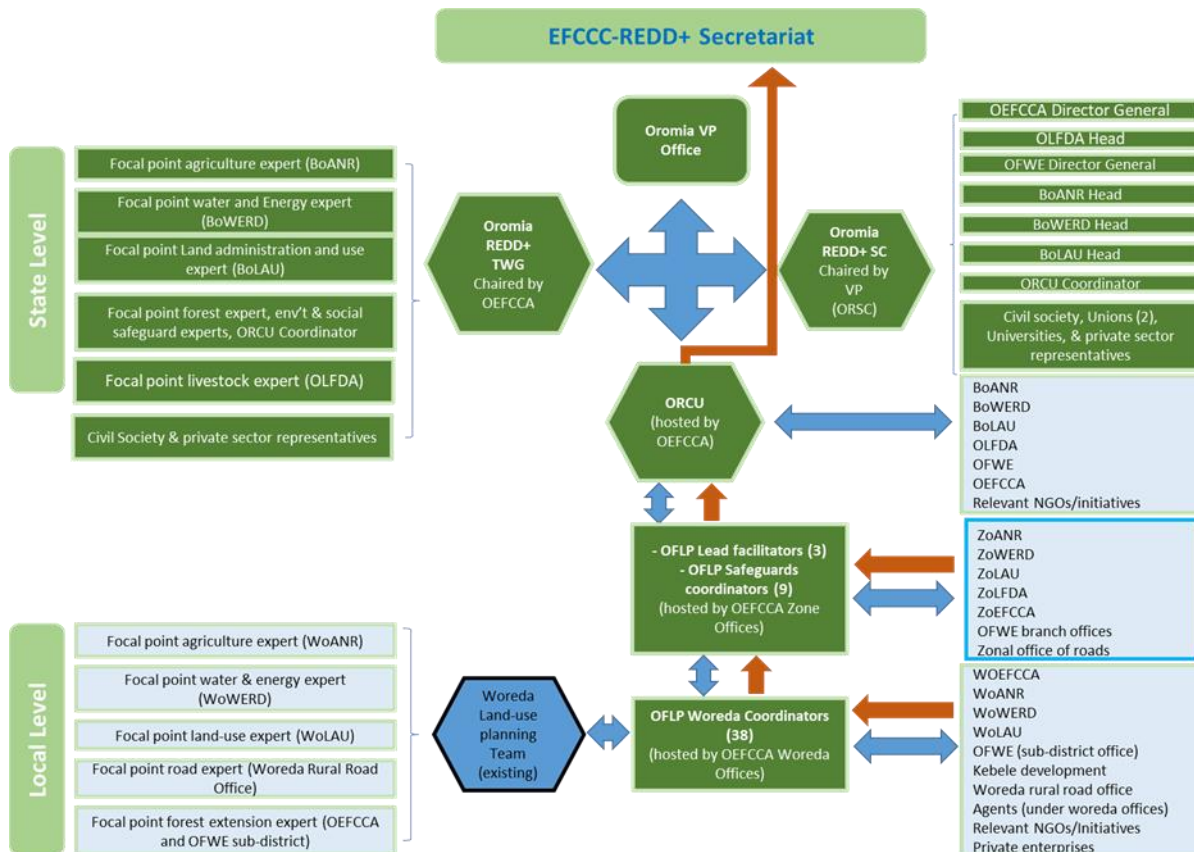 EFCCC-REDD+ Secretariat
State Level
Focal point agriculture expert (BoANR)
Focal point water and Energy expert
(BoWERD)
Focal point Land administration and use
expert (BoLAU)
Focal point forest expert, env't & social
safeguard experts, ORCU Coordinator
Focal point livestock expert (OLFDA)
Civil Society & private sector representatives
Oromia
REDD+
TWG
Chaired by
OEFCCA
Oromia VP
Office
Oromia
REDD+ SC
Chaired by
VP
(ORSC)
OEFCCA Director General
OLFDA Head
OFWE Director General
BoANR Head
BoWERD Head
BoLAU Head
ORCU Coordinator
Civil society, Unions (2),
Universities, & private sector
representatives
ORCU
(hosted by
OEFCCA)
BoANR
BoWERD
BoLAU
OLFDA
OFWE
OEFCCA
Relevant NGOs/initiatives
- OFLP Lead facilitators (3)
- OFLP Safeguards
coordinators (9)
(hosted by OEFCCA Zone
Offices)
ZoANR
ZoWERD
ZoLAU
ZoLFDA
ZoEFCCA
OFWE branch offices
Zonal office of roads
Local Level
Focal point agriculture expert (WoANR)
Focal point water & energy expert
(WoWERD)
Focal point land-use expert (WoLAU)
Focal point road expert (Woreda Rural Road
Office)
Focal point forest extension expert (OEFCCA
and OFWE sub-district)
Woreda
Land-use
planning
Team
(existing)
OFLP Woreda Coordinators
(38)
(hosted by OEFCCA Woreda
Offices)
WOEFCCA
WoANR
WoWERD
WoLAU
OFWE (sub-district office)
Kebele development
Woreda rural road office
Agents (under woreda offices)
Relevant NGOs/Initiatives
Private enterprises